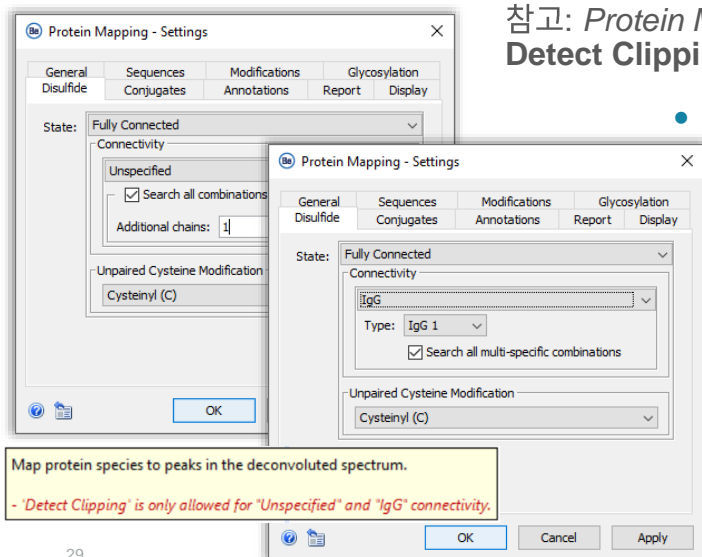 참고: Protein
Detect
•
Be Protein Mapping - Settings ×
General Sequences Modifications Glycosylation
Disulfide Conjugates Annotations Report Display
State: Fully Connected
Connectivity
Unspecified
Search all combinations
Additional chains: 1
Unpaired Cysteine Modification
Cysteinyl (C)
OK
Be Protein Mapping - Settings ×
General Sequences Modifications Glycosylation
Disulfide Conjugates Annotations Report Display
State: Fully Connected
Connectivity
IgG
Type: IgG 1
Search all multi-specific combinations
Unpaired Cysteine Modification
Cysteinyl (C)
OK Cancel Apply
Map protein species to peaks in the deconvoluted spectrum.
- 'Detect Clipping' is only allowed for "Unspecified" and "IgG" connectivity.
29